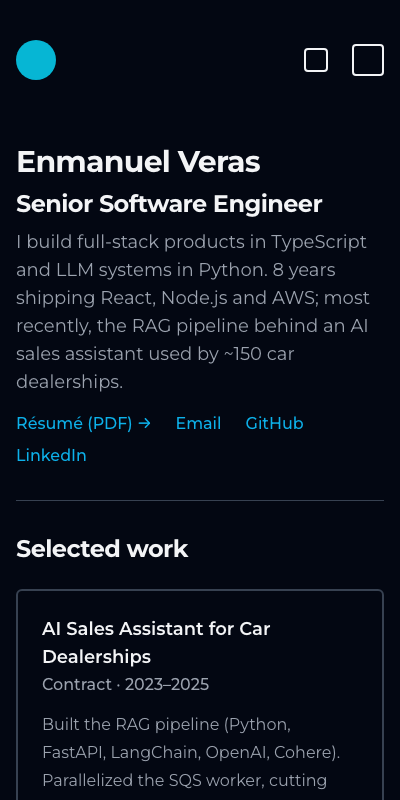 Enmanuel Veras
Senior Software Engineer
I build full-stack products in TypeScript
and LLM systems in Python. 8 years
shipping React, Node.js and AWS; most
recently, the RAG pipeline behind an AI
sales assistant used by ~150 car
dealerships.
Résumé (PDF) → Email GitHub
LinkedIn
Selected work
AI Sales Assistant for Car
Dealerships
Contract · 2023–2025
Built the RAG pipeline (Python,
FastAPI, LangChain, OpenAI, Cohere).
Parallelized the SQS worker, cutting